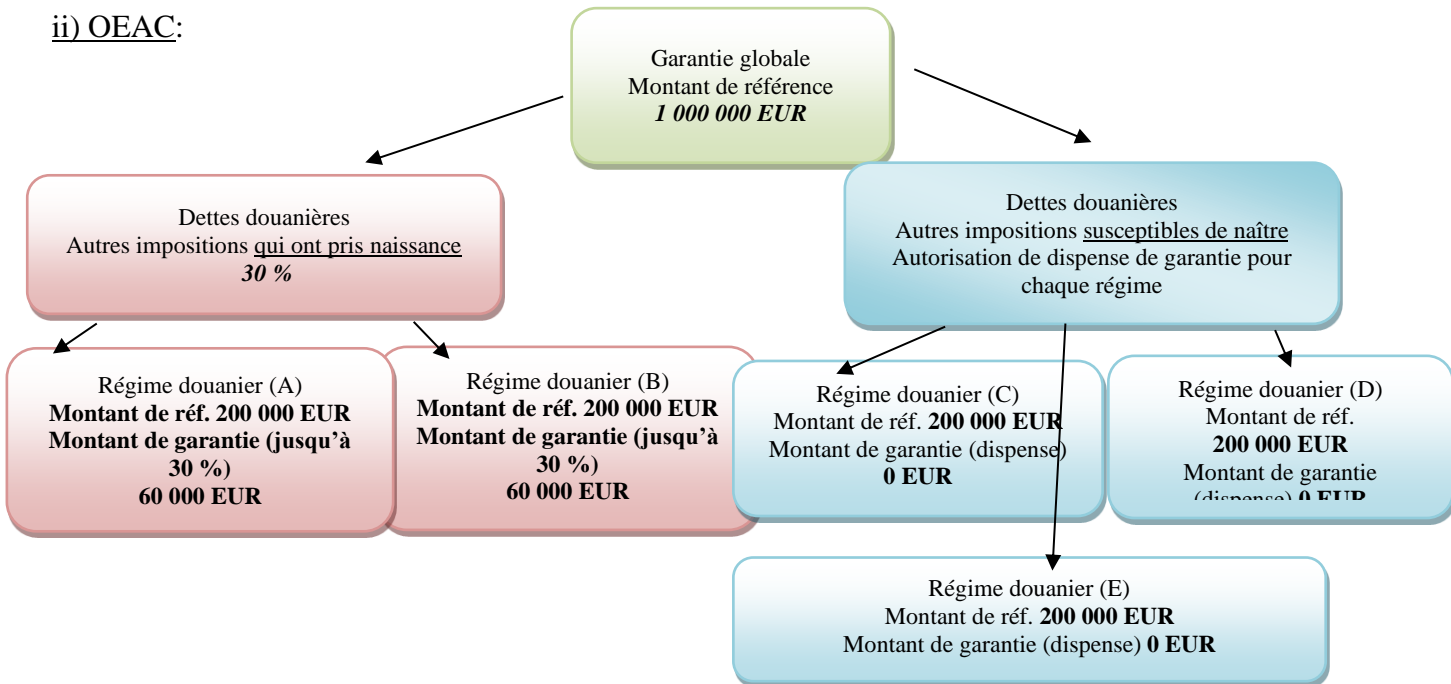 ii) OEAC:
Garantie globale
Montant de référence
1 000 000 EUR
Dettes douanières
Autres impositions qui ont pris naissance
30 %
Dettes douanières
Autres impositions susceptibles de naître
Autorisation de dispense de garantie pour
chaque régime
Régime douanier (A)
Montant de réf. 200 000 EUR
Montant de garantie (jusqu’à
30 %)
60 000 EUR
Régime douanier (B)
Montant de réf. 200 000 EUR
Montant de garantie (jusqu’à
30 %)
60 000 EUR
Régime douanier (C)
Montant de réf. 200 000 EUR
Montant de garantie (dispense)
0 EUR
Régime douanier (D)
Montant de réf.
200 000 EUR
Montant de garantie
(dispense) 0 EUR
Régime douanier (E)
Montant de réf. 200 000 EUR
Montant de garantie (dispense) 0 EUR